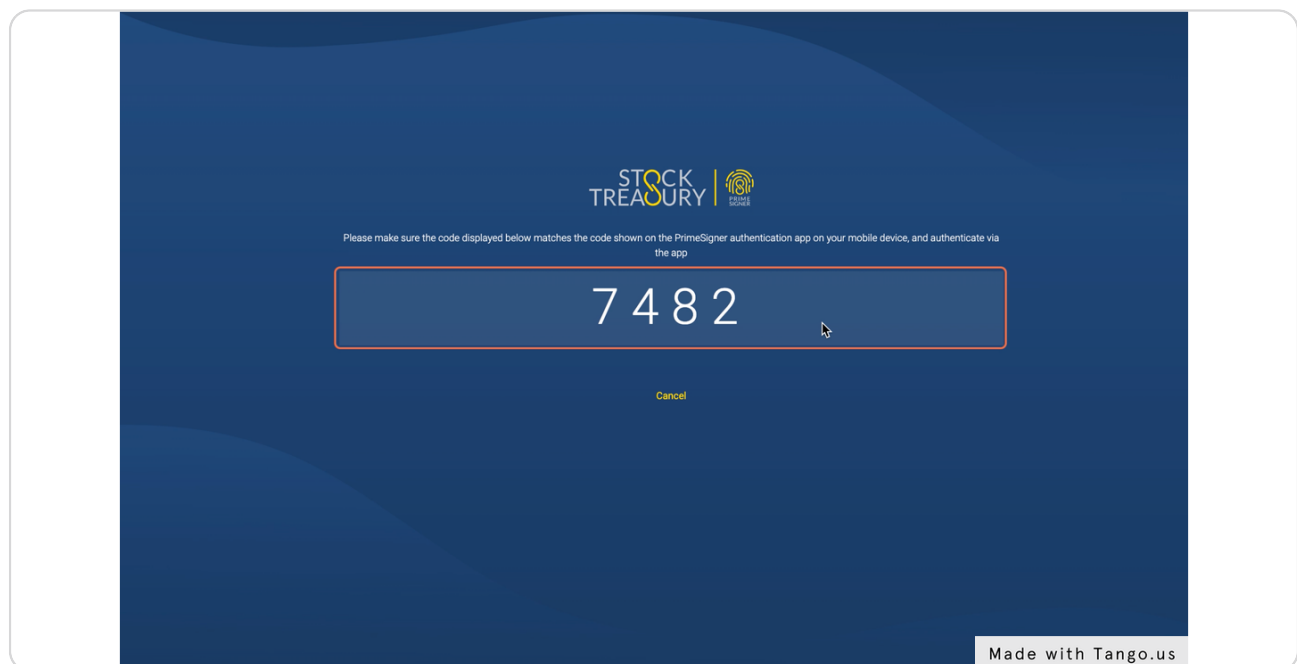 STOCK
TREASURY
PRIME
SIGNER
Please make sure the code displayed below matches the code shown on the PrimeSigner authentication app on your mobile device, and authenticate via
the app
7482
Cancel
Made with Tango.us